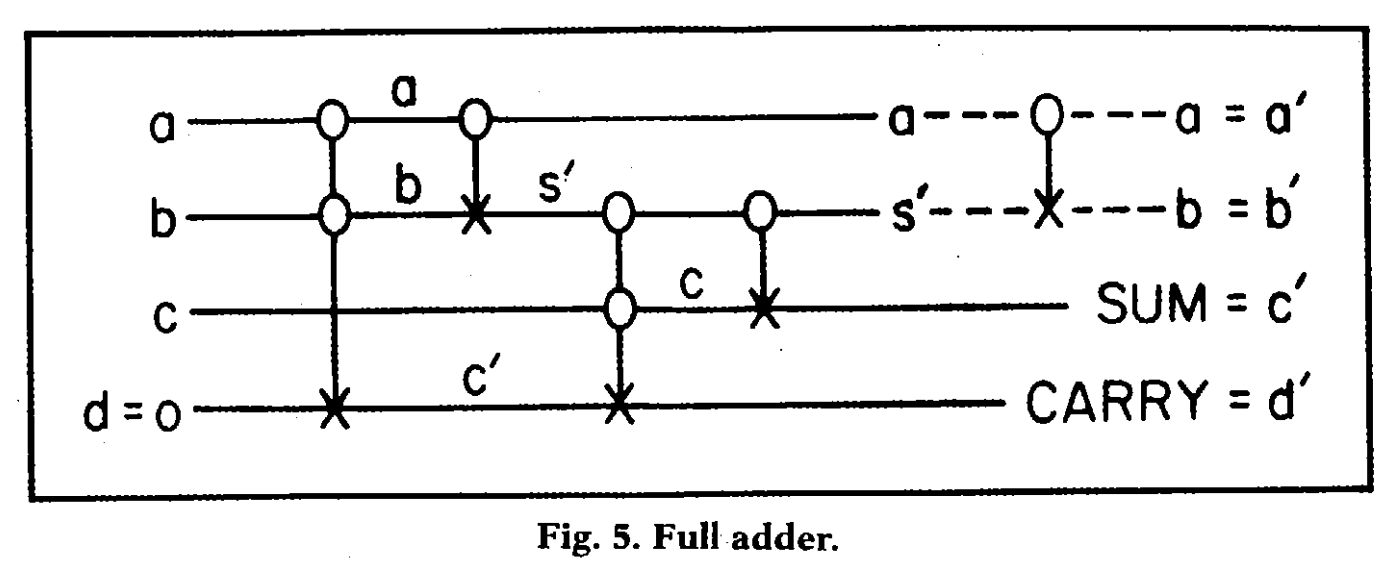 a a a a = a′
b b s′ s′ b = b′
c c SUM = c′
d = o c′ CARRY = d′
Fig. 5. Full adder.